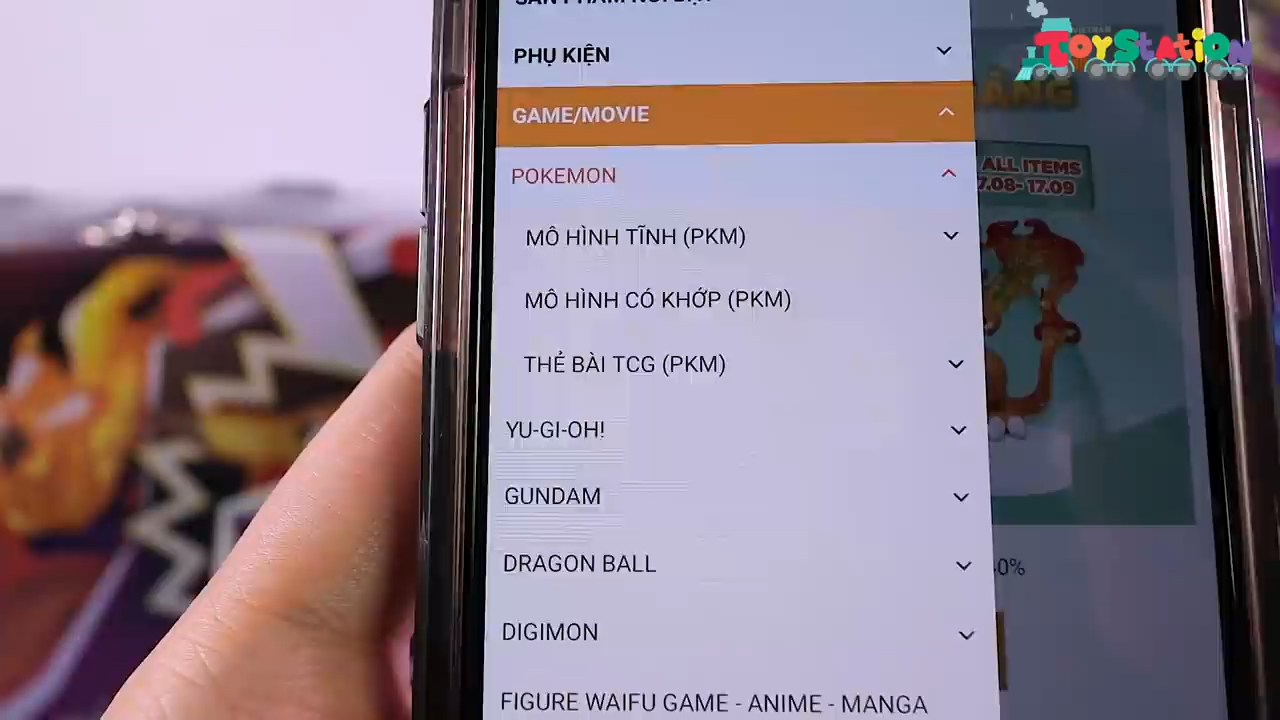 PHỤ KIỆN
GAME/MOVIE
POKEMON
MÔ HÌNH TĨNH (PKM)
MÔ HÌNH CÓ KHỚP (PKM)
THẺ BÀI TCG (PKM)
YU-GI-OH!
GUNDAM
DRAGON BALL
DIGIMON
FIGURE WAIFU GAME - ANIME - MANGA
TOYSTATION
ALL ITEMS
7.08- 17.09
0%